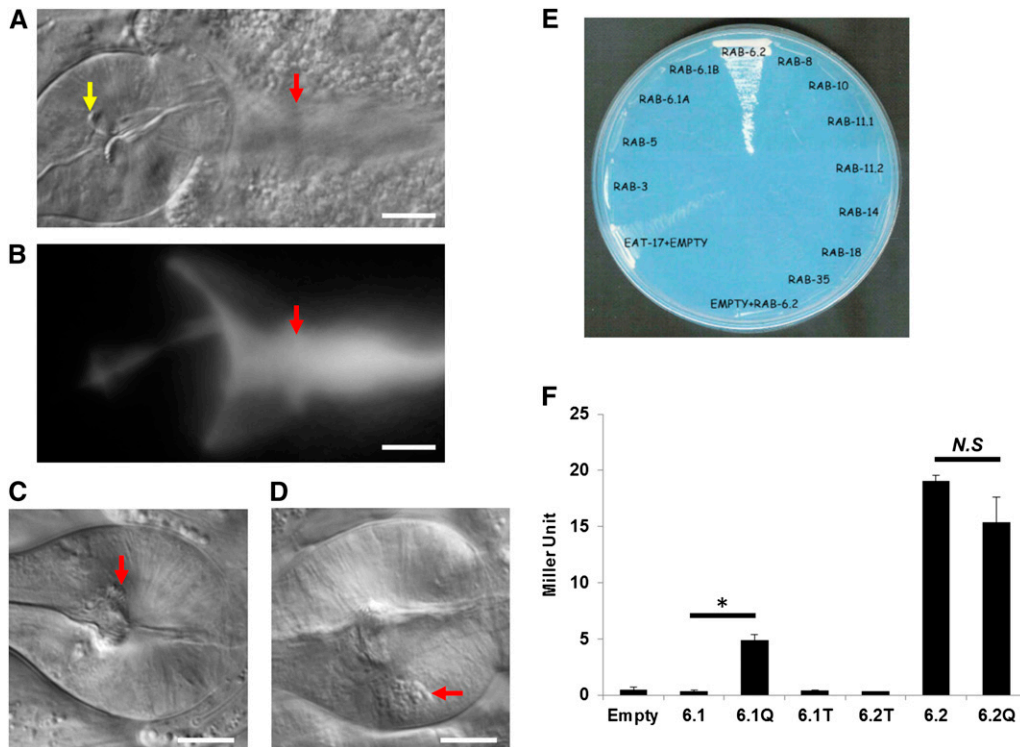 A
B
C
D
E
RAB-6.2
RAB-8
RAB-10
RAB-11.1
RAB-11.2
RAB-14
RAB-18
RAB-35
EMPTY+RAB-6.2
EAT-17+EMPTY
RAB-3
RAB-5
RAB-6.1A
RAB-6.1B
F
Miller Unit
25
20
15
10
5
0
*
N.S
Empty 6.1 6.1Q 6.1T 6.2T 6.2 6.2Q